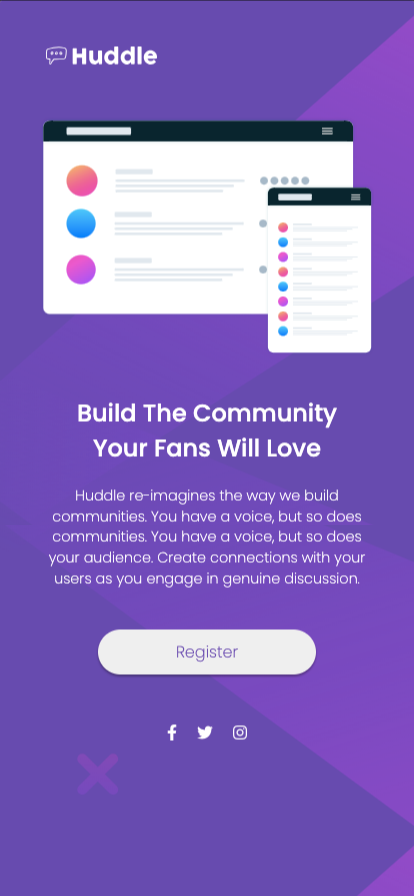 Huddle
Build The Community
Your Fans Will Love
Huddle re-imagines the way we build
communities. You have a voice, but so does
communities. You have a voice, but so does
your audience. Create connections with your
users as you engage in genuine discussion.
Register